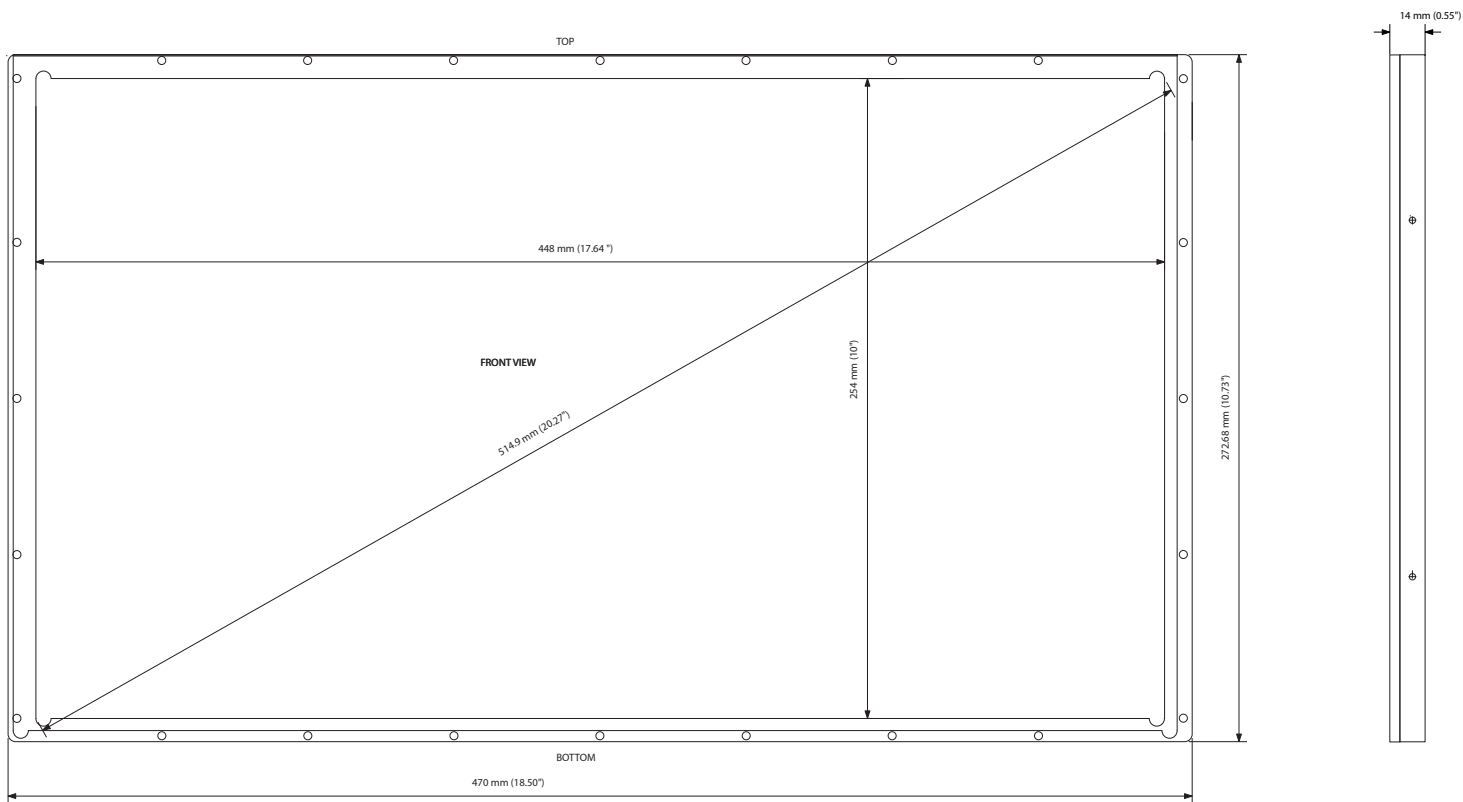 14 mm (0.55")
TOP
448 mm (17.64 ")
254 mm (10")
FRONT VIEW
272.68 mm (10.73")
514.9 mm (20.27")
BOTTOM
470 mm (18.50")